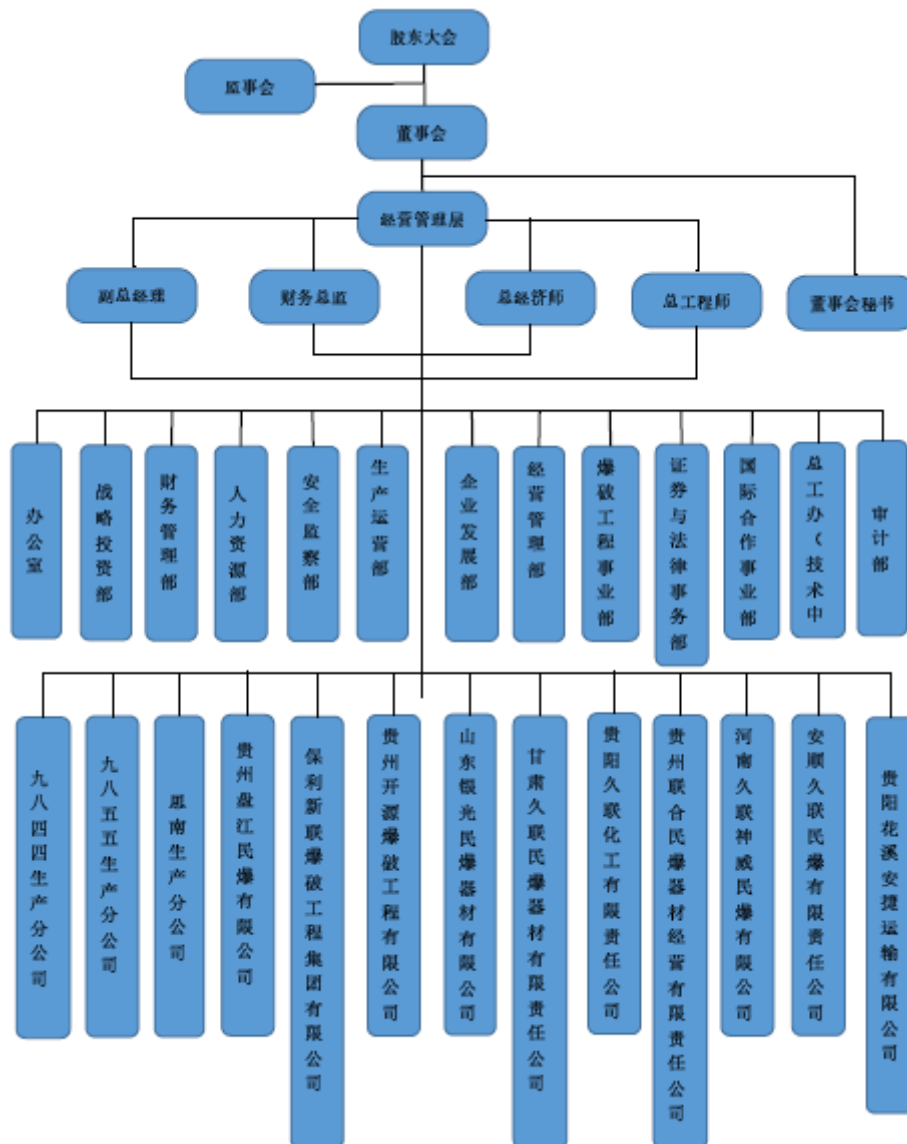 股东大会
监事会
董事会
经营管理层
副总经理
财务总监
总经济师
总工程师
董事会秘书
办公室
战略投资部
财务管理部
人力资源部
安全监察部
生产运营部
企业发展部
经营管理部
爆破工程事业部
证券与法律事务部
国际合作事业部
总工办（技术中
审计部
九八四四生产分公司
九八五五生产分公司
思南生产分公司
贵州盘江民爆有限公司
保利新联爆破工程集团有限公司
贵州开源爆破工程有限公司
山东银光民爆器材有限公司
甘肃久联民爆器材有限责任公司
贵阳久联化工有限责任公司
贵州联合民爆器材经营有限责任公司
河南久联神威民爆有限公司
安顺久联民爆有限责任公司
贵阳花溪安捷运输有限公司